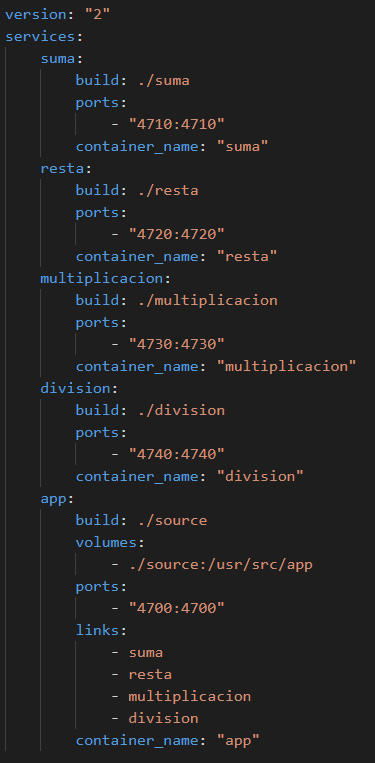 version: "2"
services:
    suma:
        build: ./suma
        ports:
            - "4710:4710"
        container_name: "suma"
    resta:
        build: ./resta
        ports:
            - "4720:4720"
        container_name: "resta"
    multiplicacion:
        build: ./multiplicacion
        ports:
            - "4730:4730"
        container_name: "multiplicacion"
    division:
        build: ./division
        ports:
            - "4740:4740"
        container_name: "division"
    app:
        build: ./source
        volumes:
            - ./source:/usr/src/app
        ports:
            - "4700:4700"
        links:
            - suma
            - resta
            - multiplicacion
            - division
        container_name: "app"